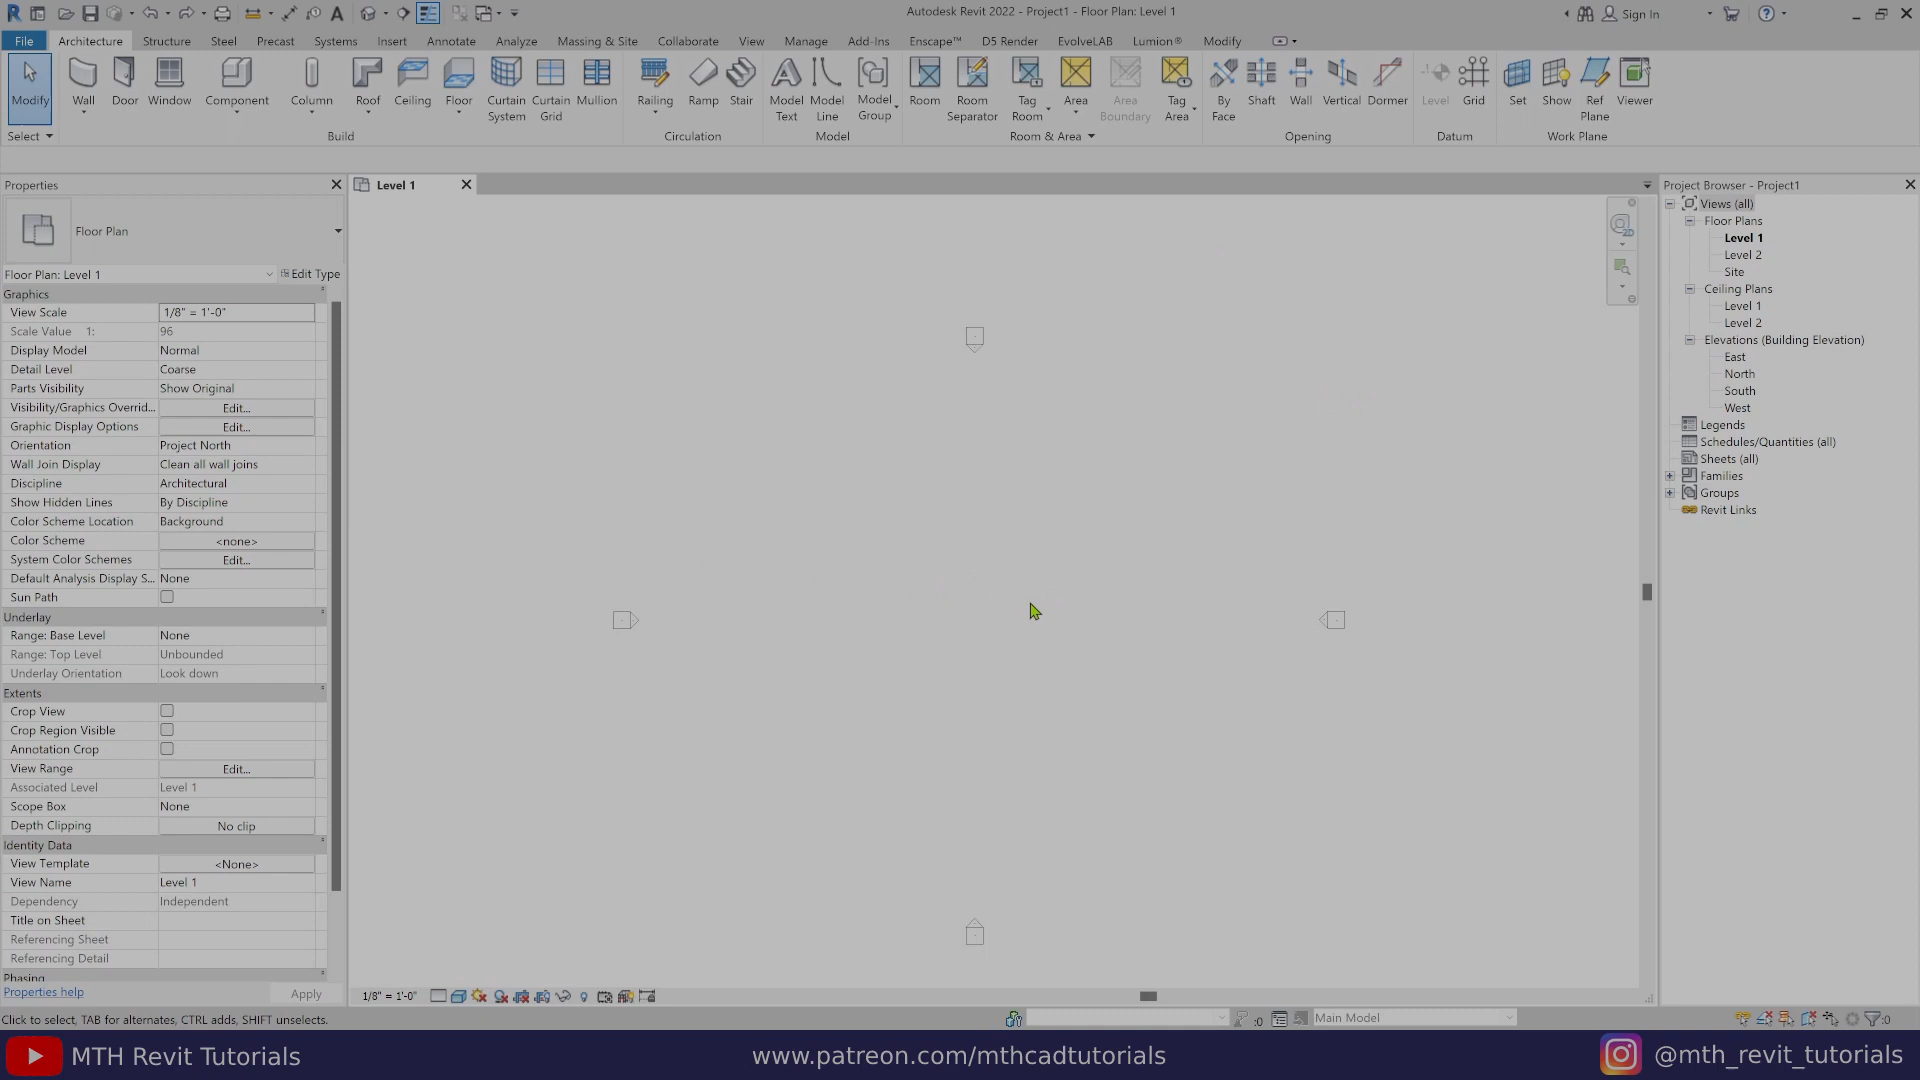 Autodesk Revit 2022 - Project1 - Floor Plan: Level 1
Sign In
File Architecture Structure Steel Precast Systems Insert Annotate Analyze Massing & Site Collaborate View Manage Add-Ins Enscape™ D5 Render EvolveLAB Lumion® Modify
Modify Wall Door Window Component Column Roof Ceiling Floor Curtain System Curtain Grid Mullion Railing Ramp Stair Model Text Model Line Model Group Room Room Separator Tag Room Area Area Boundary Tag Area By Face Shaft Wall Vertical Dormer Level Grid Set Show Ref Plane Viewer
Select Build Circulation Model Room & Area Opening Datum Work Plane
Properties
Floor Plan
Floor Plan: Level 1 Edit Type
Graphics
View Scale 1/8" = 1'-0"
Scale Value 1: 96
Display Model Normal
Detail Level Coarse
Parts Visibility Show Original
Visibility/Graphics Overrid... Edit...
Graphic Display Options Edit...
Orientation Project North
Wall Join Display Clean all wall joins
Discipline Architectural
Show Hidden Lines By Discipline
Color Scheme Location Background
Color Scheme <none>
System Color Schemes Edit...
Default Analysis Display S... None
Sun Path
Underlay
Range: Base Level None
Range: Top Level Unbounded
Underlay Orientation Look down
Extents
Crop View
Crop Region Visible
Annotation Crop
View Range Edit...
Associated Level Level 1
Scope Box None
Depth Clipping No clip
Identity Data
View Template <None>
View Name Level 1
Dependency Independent
Title on Sheet
Referencing Sheet
Referencing Detail
Phasing
Properties help Apply
Level 1
2D
1/8" = 1'-0"
Project Browser - Project1
Views (all)
Floor Plans
Level 1
Level 2
Site
Ceiling Plans
Level 1
Level 2
Elevations (Building Elevation)
East
North
South
West
Legends
Schedules/Quantities (all)
Sheets (all)
Families
Groups
Revit Links
Click to select, TAB for alternates, CTRL adds, SHIFT unselects.
:0 Main Model :0
MTH Revit Tutorials
www.patreon.com/mthcadtutorials
@mth_revit_tutorials